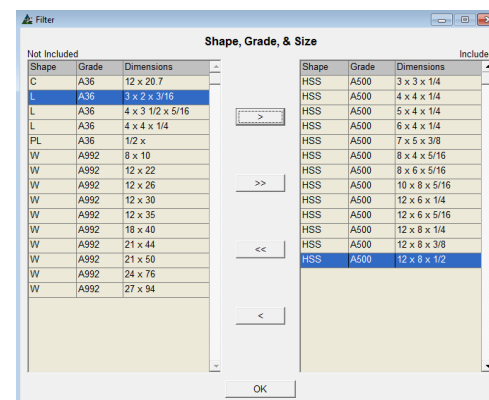 Filter
Shape, Grade, & Size
Not Included Include
Shape Grade Dimensions Shape Grade Dimensions
C A36 12 x 20.7 HSS A500 3 x 3 x 1/4
L A36 3 x 2 x 3/16 HSS A500 4 x 4 x 1/4
L A36 4 x 3 1/2 x 5/16 HSS A500 5 x 4 x 1/4
L A36 4 x 4 x 1/4 HSS A500 6 x 4 x 1/4
PL A36 1/2 x HSS A500 7 x 5 x 3/8
W A992 8 x 10 HSS A500 8 x 4 x 5/16
W A992 12 x 22 HSS A500 8 x 6 x 5/16
W A992 12 x 26 HSS A500 10 x 8 x 5/16
W A992 12 x 30 HSS A500 12 x 6 x 1/4
W A992 12 x 35 HSS A500 12 x 6 x 5/16
W A992 18 x 40 HSS A500 12 x 8 x 1/4
W A992 21 x 44 HSS A500 12 x 8 x 3/8
W A992 21 x 50 HSS A500 12 x 8 x 1/2
W A992 24 x 76
W A992 27 x 94
>
>>
<<
<
OK